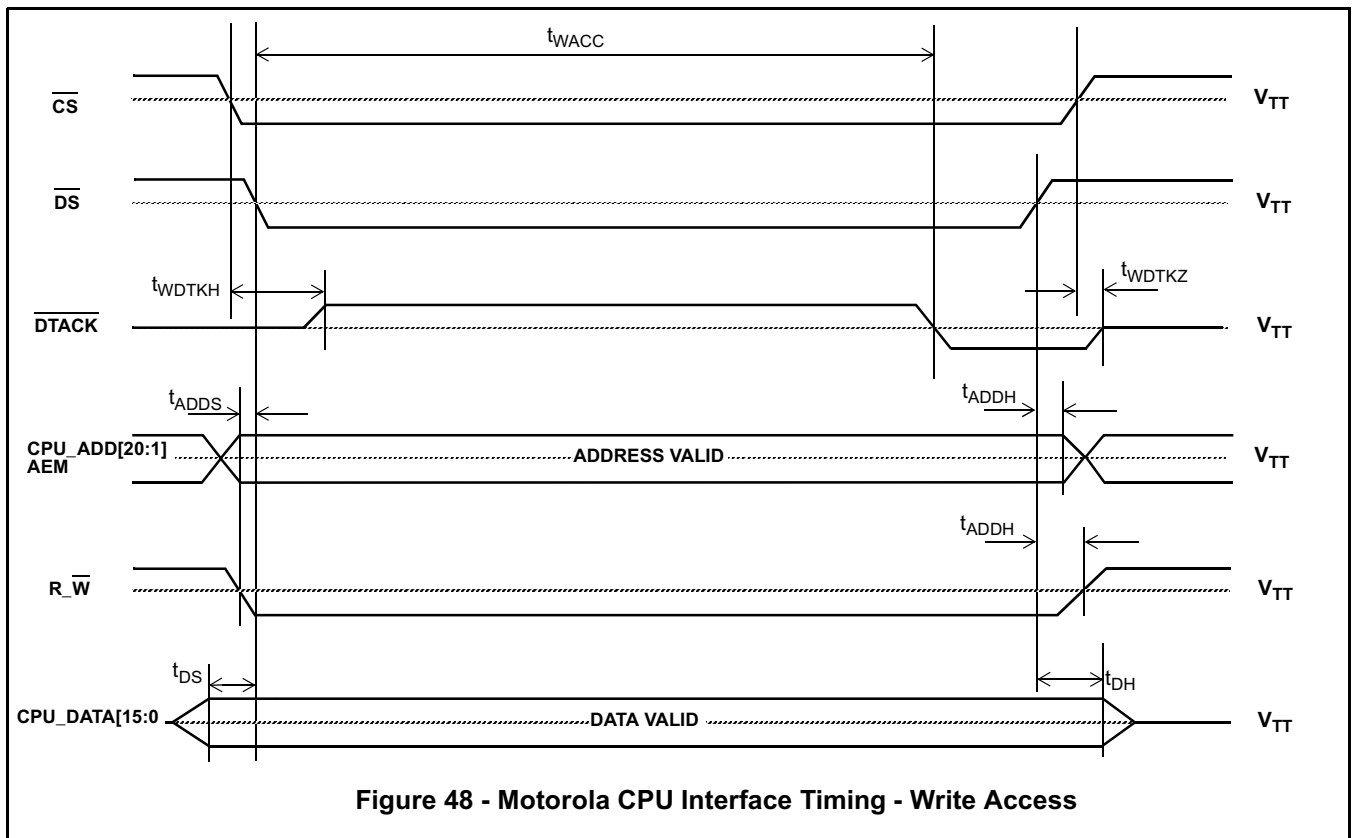 tWACC
CS
VTT
DS
VTT
tWDTKH
tWDTKZ
DTACK
VTT
tADDS
tADDH
CPU_ADD[20:1]
AEM
ADDRESS VALID
VTT
tADDH
R_W
VTT
tDS
tDH
CPU_DATA[15:0
DATA VALID
VTT
Figure 48 - Motorola CPU Interface Timing - Write Access